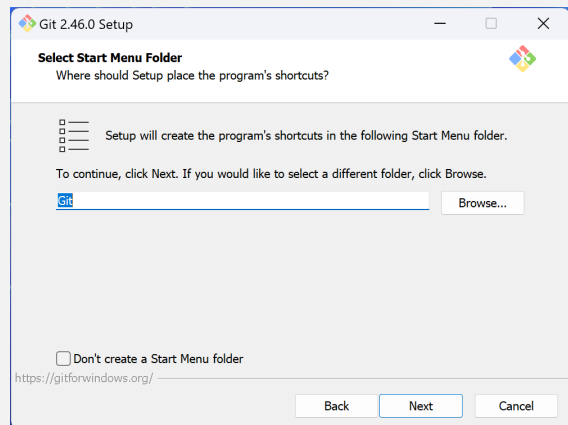 Git 2.46.0 Setup
Select Start Menu Folder
Where should Setup place the program's shortcuts?
Setup will create the program's shortcuts in the following Start Menu folder.
To continue, click Next. If you would like to select a different folder, click Browse.
Git
Browse...
Don't create a Start Menu folder
https://gitforwindows.org/
Back
Next
Cancel